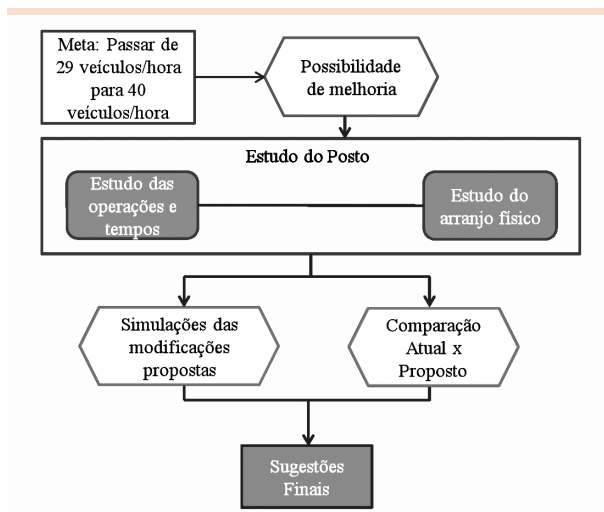 Meta: Passar de
29 veículos/hora
para 40
veículos/hora
Possibilidade
de melhoria
Estudo do Posto
Estudo das
operações e
tempos
Estudo do
arranjo físico
Simulações das
modificações
propostas
Comparação
Atual x
Proposto
Sugestões
Finais